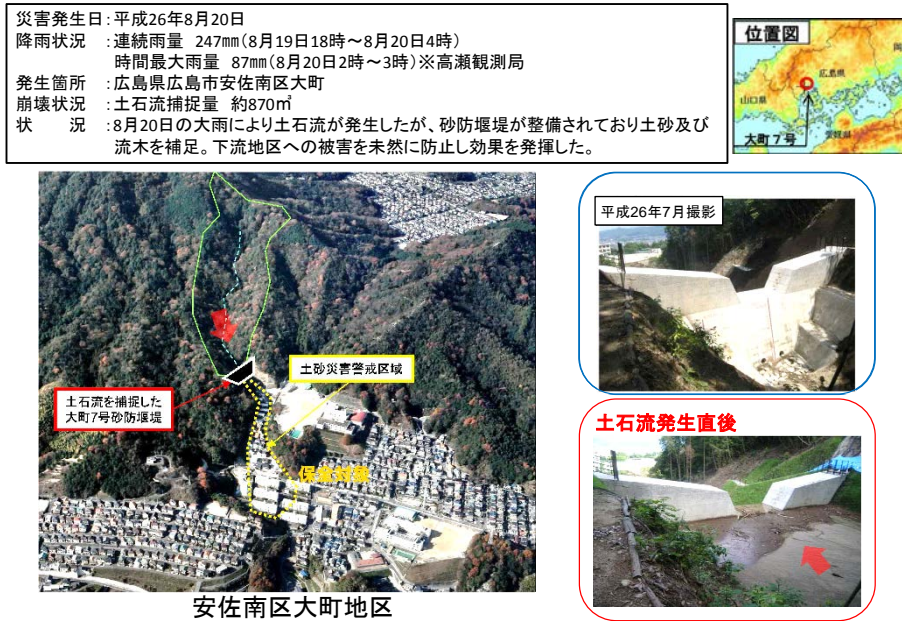 災害発生日：平成26年8月20日
降雨状況　：連続雨量　247㎜（8月19日18時～8月20日4時）
時間最大雨量　87㎜（8月20日2時～3時）※高瀬観測局
発生箇所　：広島県広島市安佐南区大町
崩壊状況　：土石流捕捉量　約870㎥
状　　況　：8月20日の大雨により土石流が発生したが、砂防堰堤が整備されており土砂及び
流木を補足。下流地区への被害を未然に防止し効果を発揮した。
位置図
広島県
山口県
愛媛県
大町７号
平成26年7月撮影
土砂災害警戒区域
土石流を捕捉した
大町7号砂防堰堤
保全対象
土石流発生直後
安佐南区大町地区